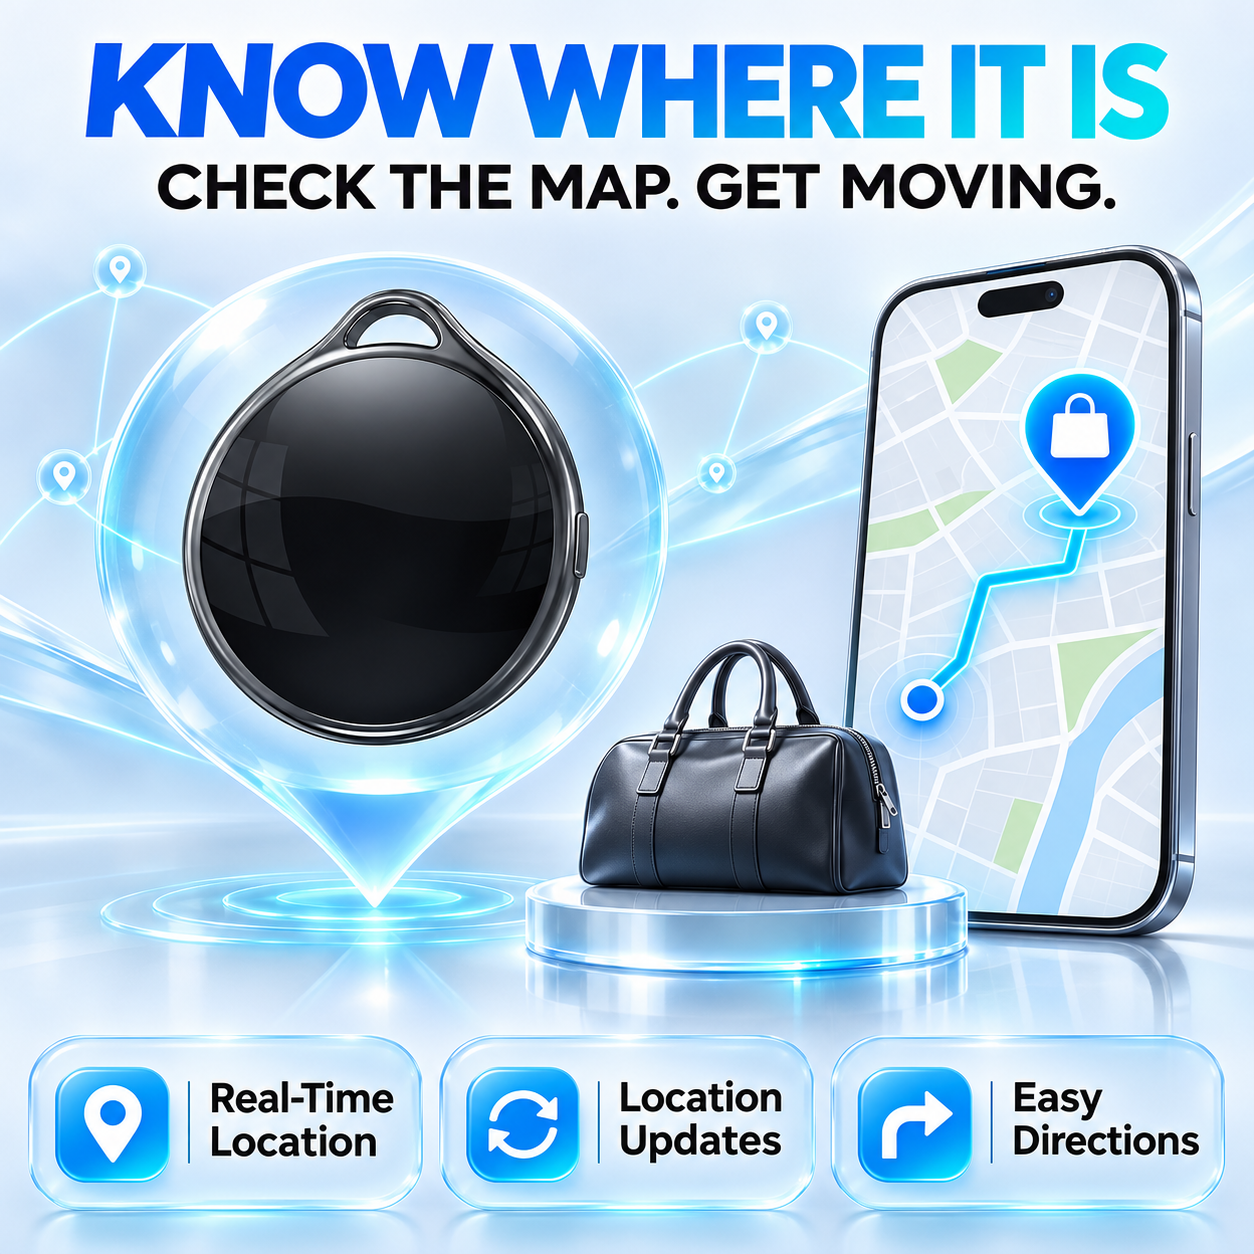 KNOW WHERE IT IS
CHECK THE MAP. GET MOVING.
Real-Time
Location
Location
Updates
Easy
Directions